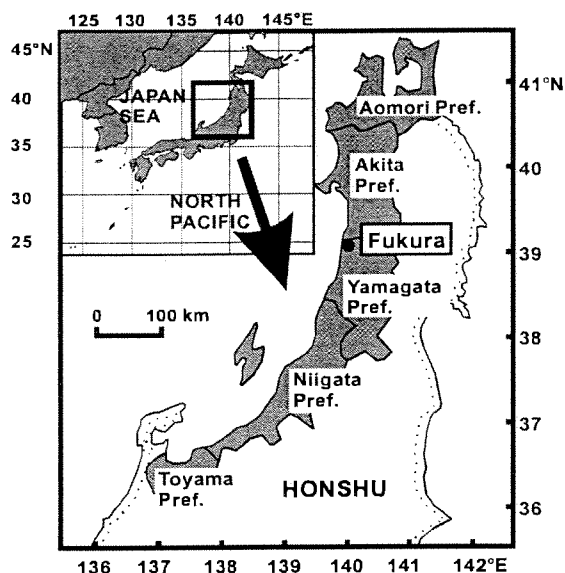 125 135 140 145°E
45°N
40
35
30
25
JAPAN
SEA
NORTH
PACIFIC
0 100 km
Aomori Pref.
Akita
Pref.
Fukura
Yamagata
Pref.
Niigata
Pref.
Toyama
Pref.
HONSHU
41°N
40
39
38
37
36
136 137 138 139 140 141 142°E